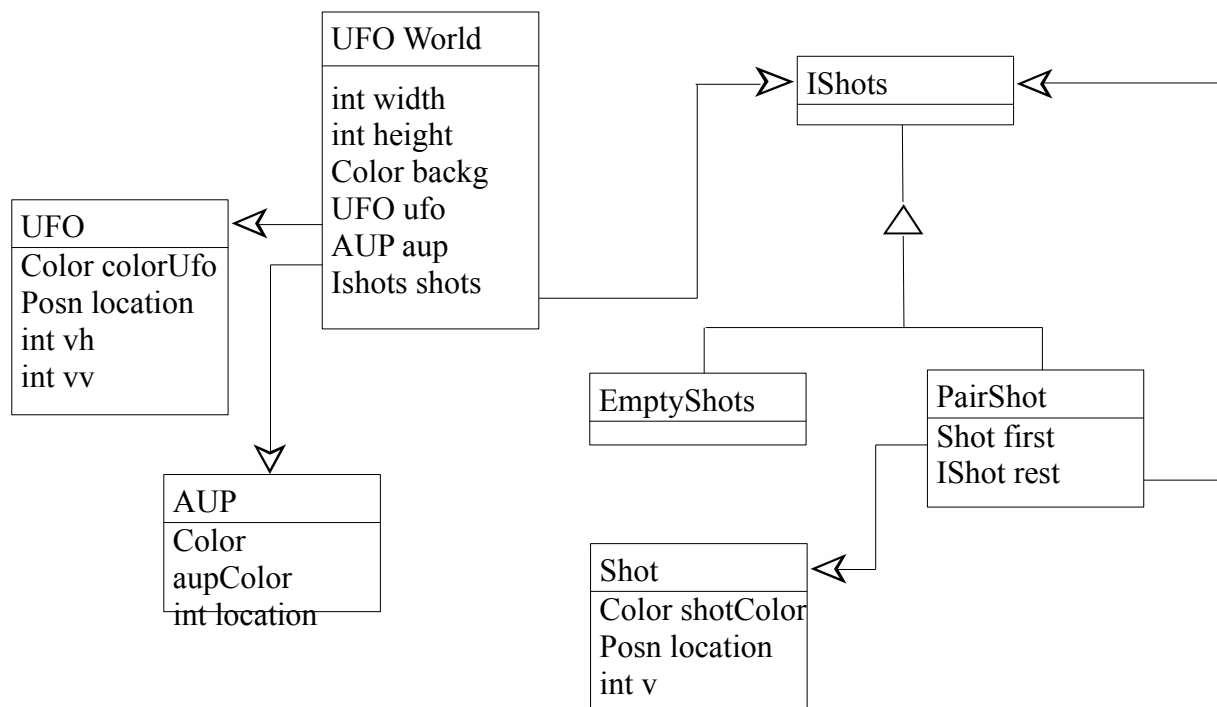 UFO World
int width
int height
Color backg
UFO ufo
AUP aup
Ishots shots
IShots
UFO
Color colorUfo
Posn location
int vh
int vv
EmptyShots
PairShot
Shot first
IShot rest
AUP
Color
aupColor
int location
Shot
Color shotColor
Posn location
int v